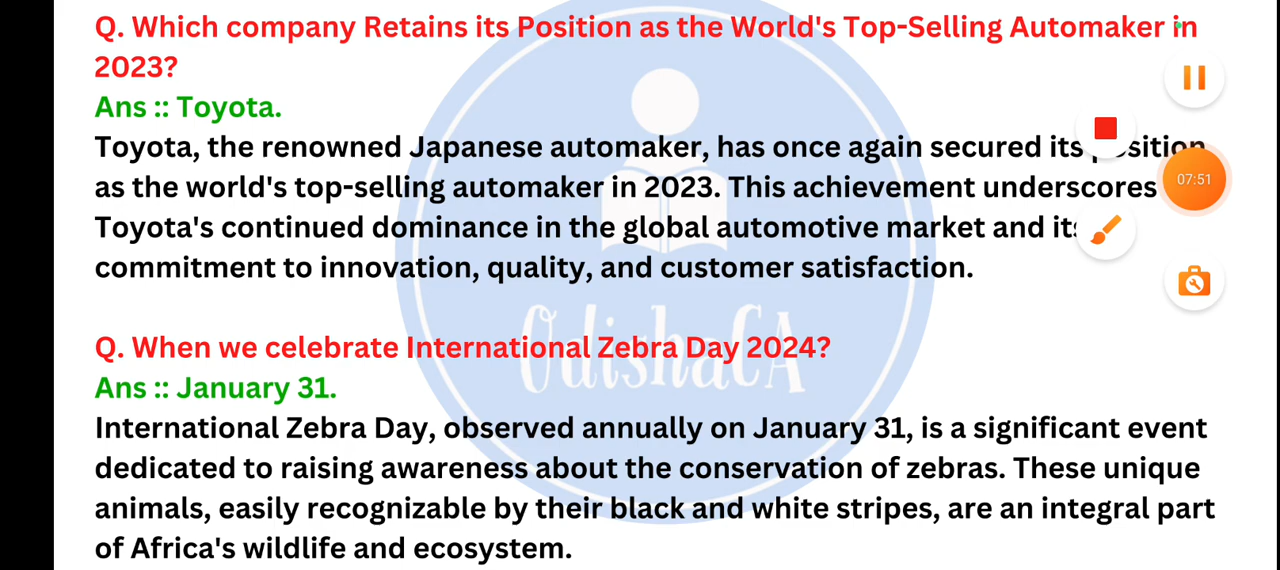 Q. Which company Retains its Position as the World's Top-Selling Automaker in
2023?
Ans :: Toyota.
Toyota, the renowned Japanese automaker, has once again secured its position
as the world's top-selling automaker in 2023. This achievement underscores
07:51
Toyota's continued dominance in the global automotive market and its
commitment to innovation, quality, and customer satisfaction.
Q. When we celebrate International Zebra Day 2024?
OdishaCA
Ans :: January 31.
International Zebra Day, observed annually on January 31, is a significant event
dedicated to raising awareness about the conservation of zebras. These unique
animals, easily recognizable by their black and white stripes, are an integral part
of Africa's wildlife and ecosystem.